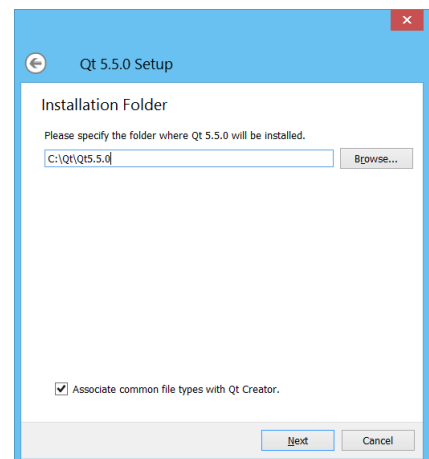 Qt 5.5.0 Setup
Installation Folder
Please specify the folder where Qt 5.5.0 will be installed.
C:\Qt\Qt5.5.0
Browse...
Associate common file types with Qt Creator.
Next
Cancel